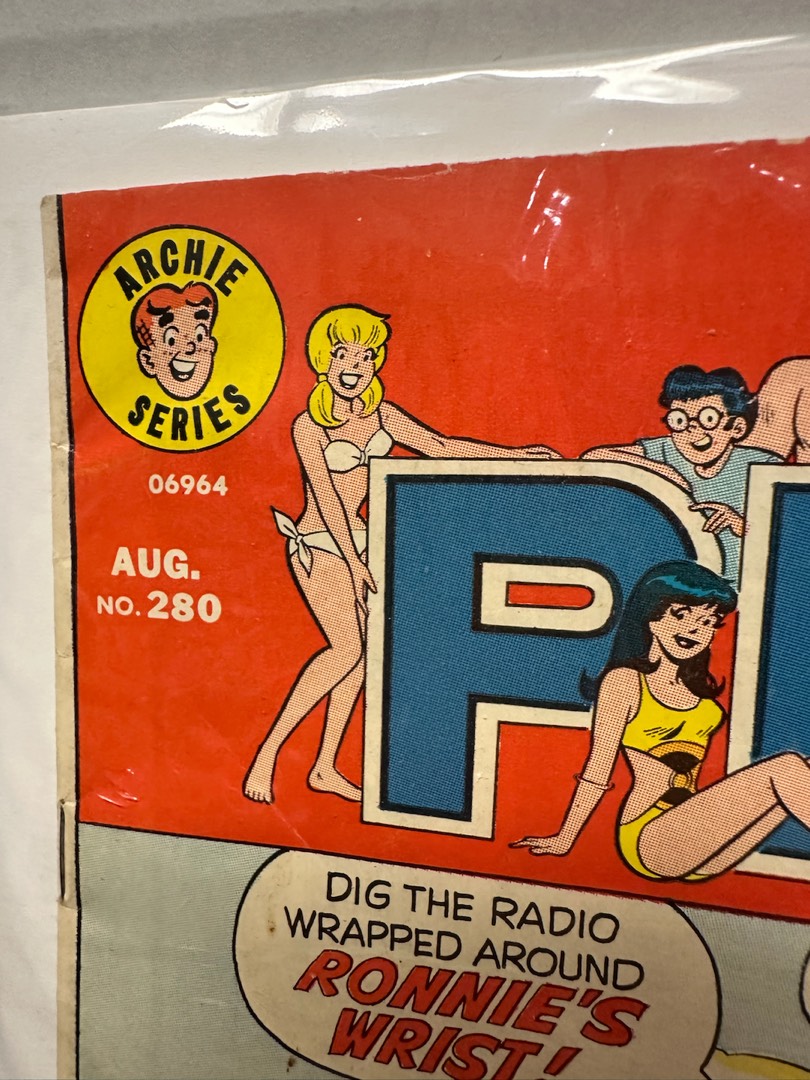 ARCHIE
SERIES
06964
AUG.
NO. 280
P
DIG THE RADIO
WRAPPED AROUND
RONNIE'S
WRIST!